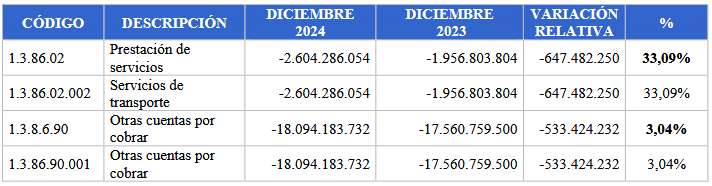 CÓDIGO DESCRIPCIÓN DICIEMBRE 2024 DICIEMBRE 2023 VARIACIÓN RELATIVA %
1.3.86.02 Prestación de servicios -2.604.286.054 -1.956.803.804 -647.482.250 33,09%
1.3.86.02.002 Servicios de transporte -2.604.286.054 -1.956.803.804 -647.482.250 33,09%
1.3.8.6.90 Otras cuentas por cobrar -18.094.183.732 -17.560.759.500 -533.424.232 3,04%
1.3.86.90.001 Otras cuentas por cobrar -18.094.183.732 -17.560.759.500 -533.424.232 3,04%